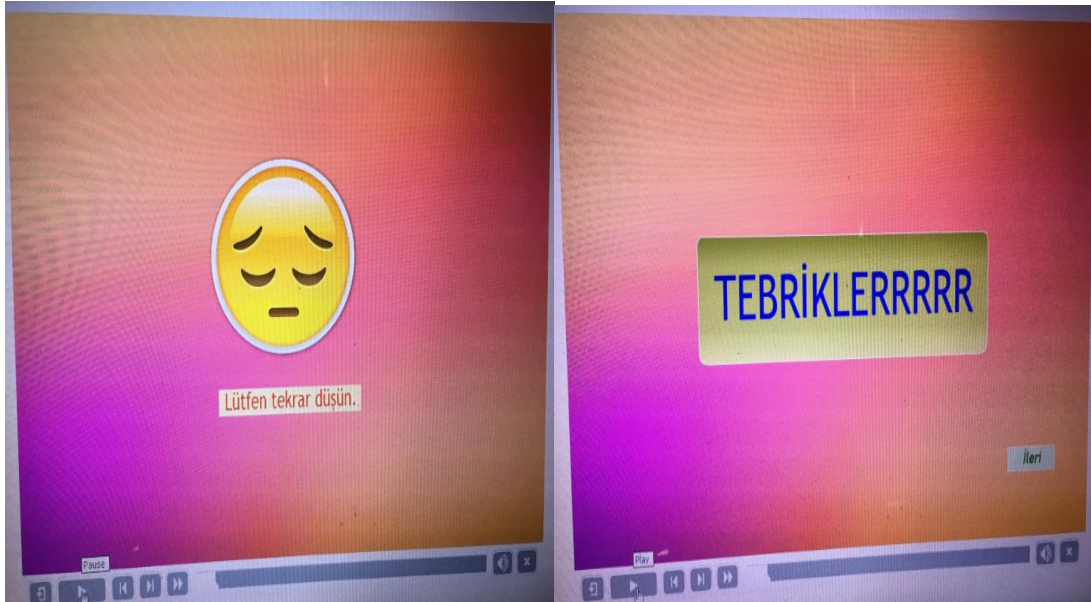 Lütfen tekrar düşün.
Pause
TEBRİKLERRRRR
İleri
Play